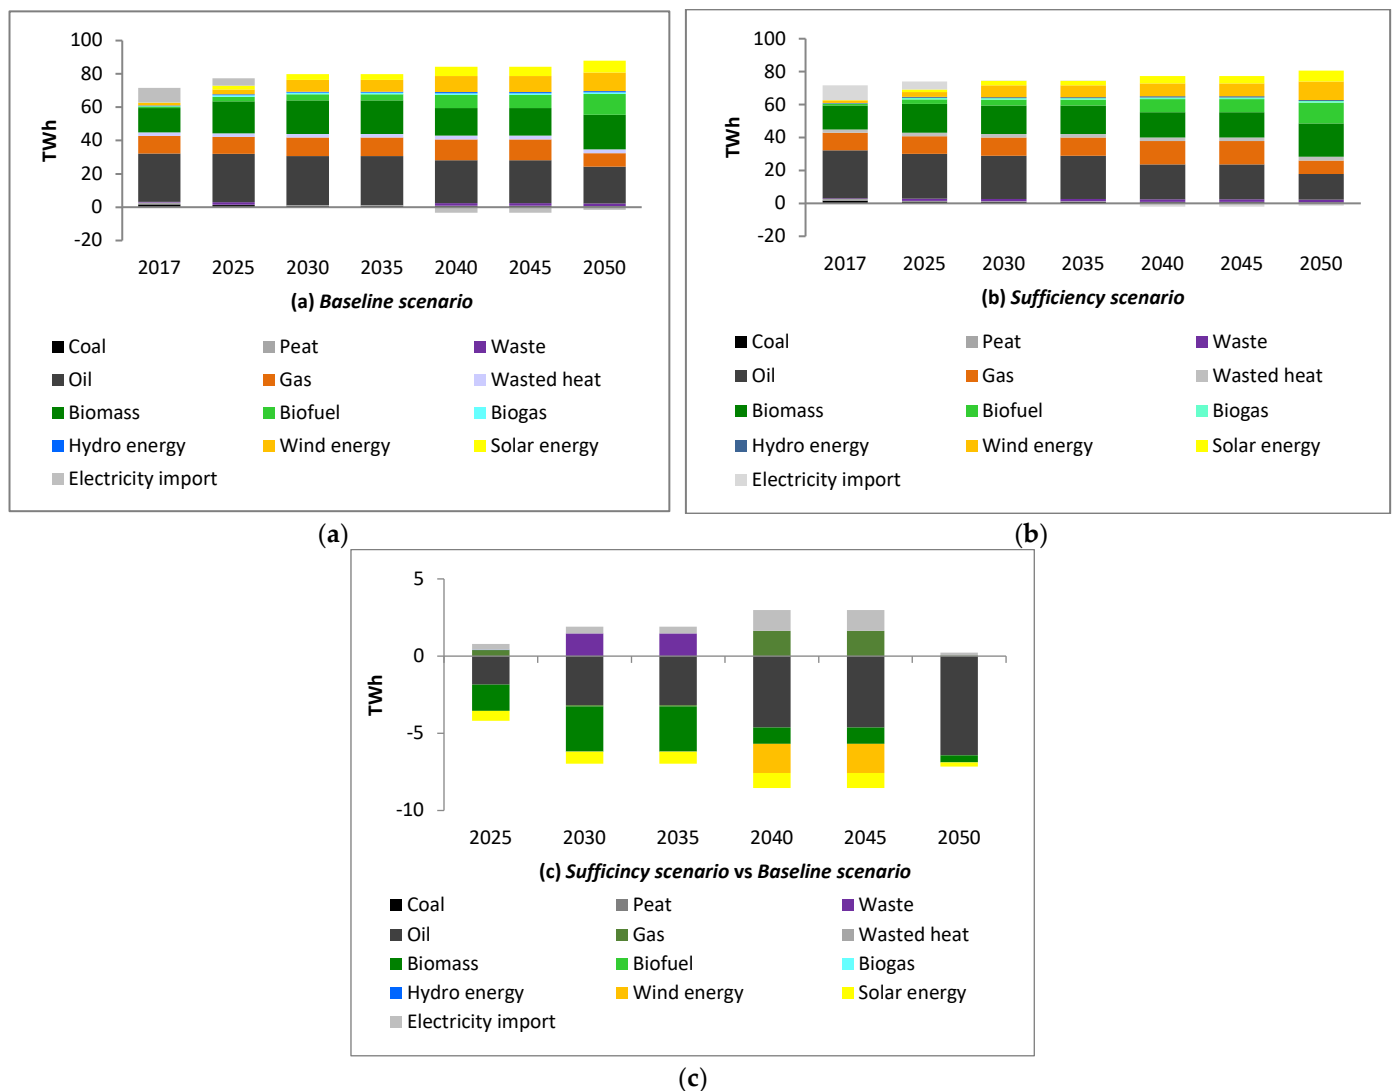 100
80
60
40
20
0
-20
TWh
2017 2025 2030 2035 2040 2045 2050
(a) Baseline scenario
Coal Peat Waste
Oil Gas Wasted heat
Biomass Biofuel Biogas
Hydro energy Wind energy Solar energy
Electricity import
(a)
100
80
60
40
20
0
-20
TWh
2017 2025 2030 2035 2040 2045 2050
(b) Sufficiency scenario
Coal Peat Waste
Oil Gas Wasted heat
Biomass Biofuel Biogas
Hydro energy Wind energy Solar energy
Electricity import
(b)
5
0
-5
-10
TWh
2025 2030 2035 2040 2045 2050
(c) Sufficincy scenario vs Baseline scenario
Coal Peat Waste
Oil Gas Wasted heat
Biomass Biofuel Biogas
Hydro energy Wind energy Solar energy
Electricity import
(c)